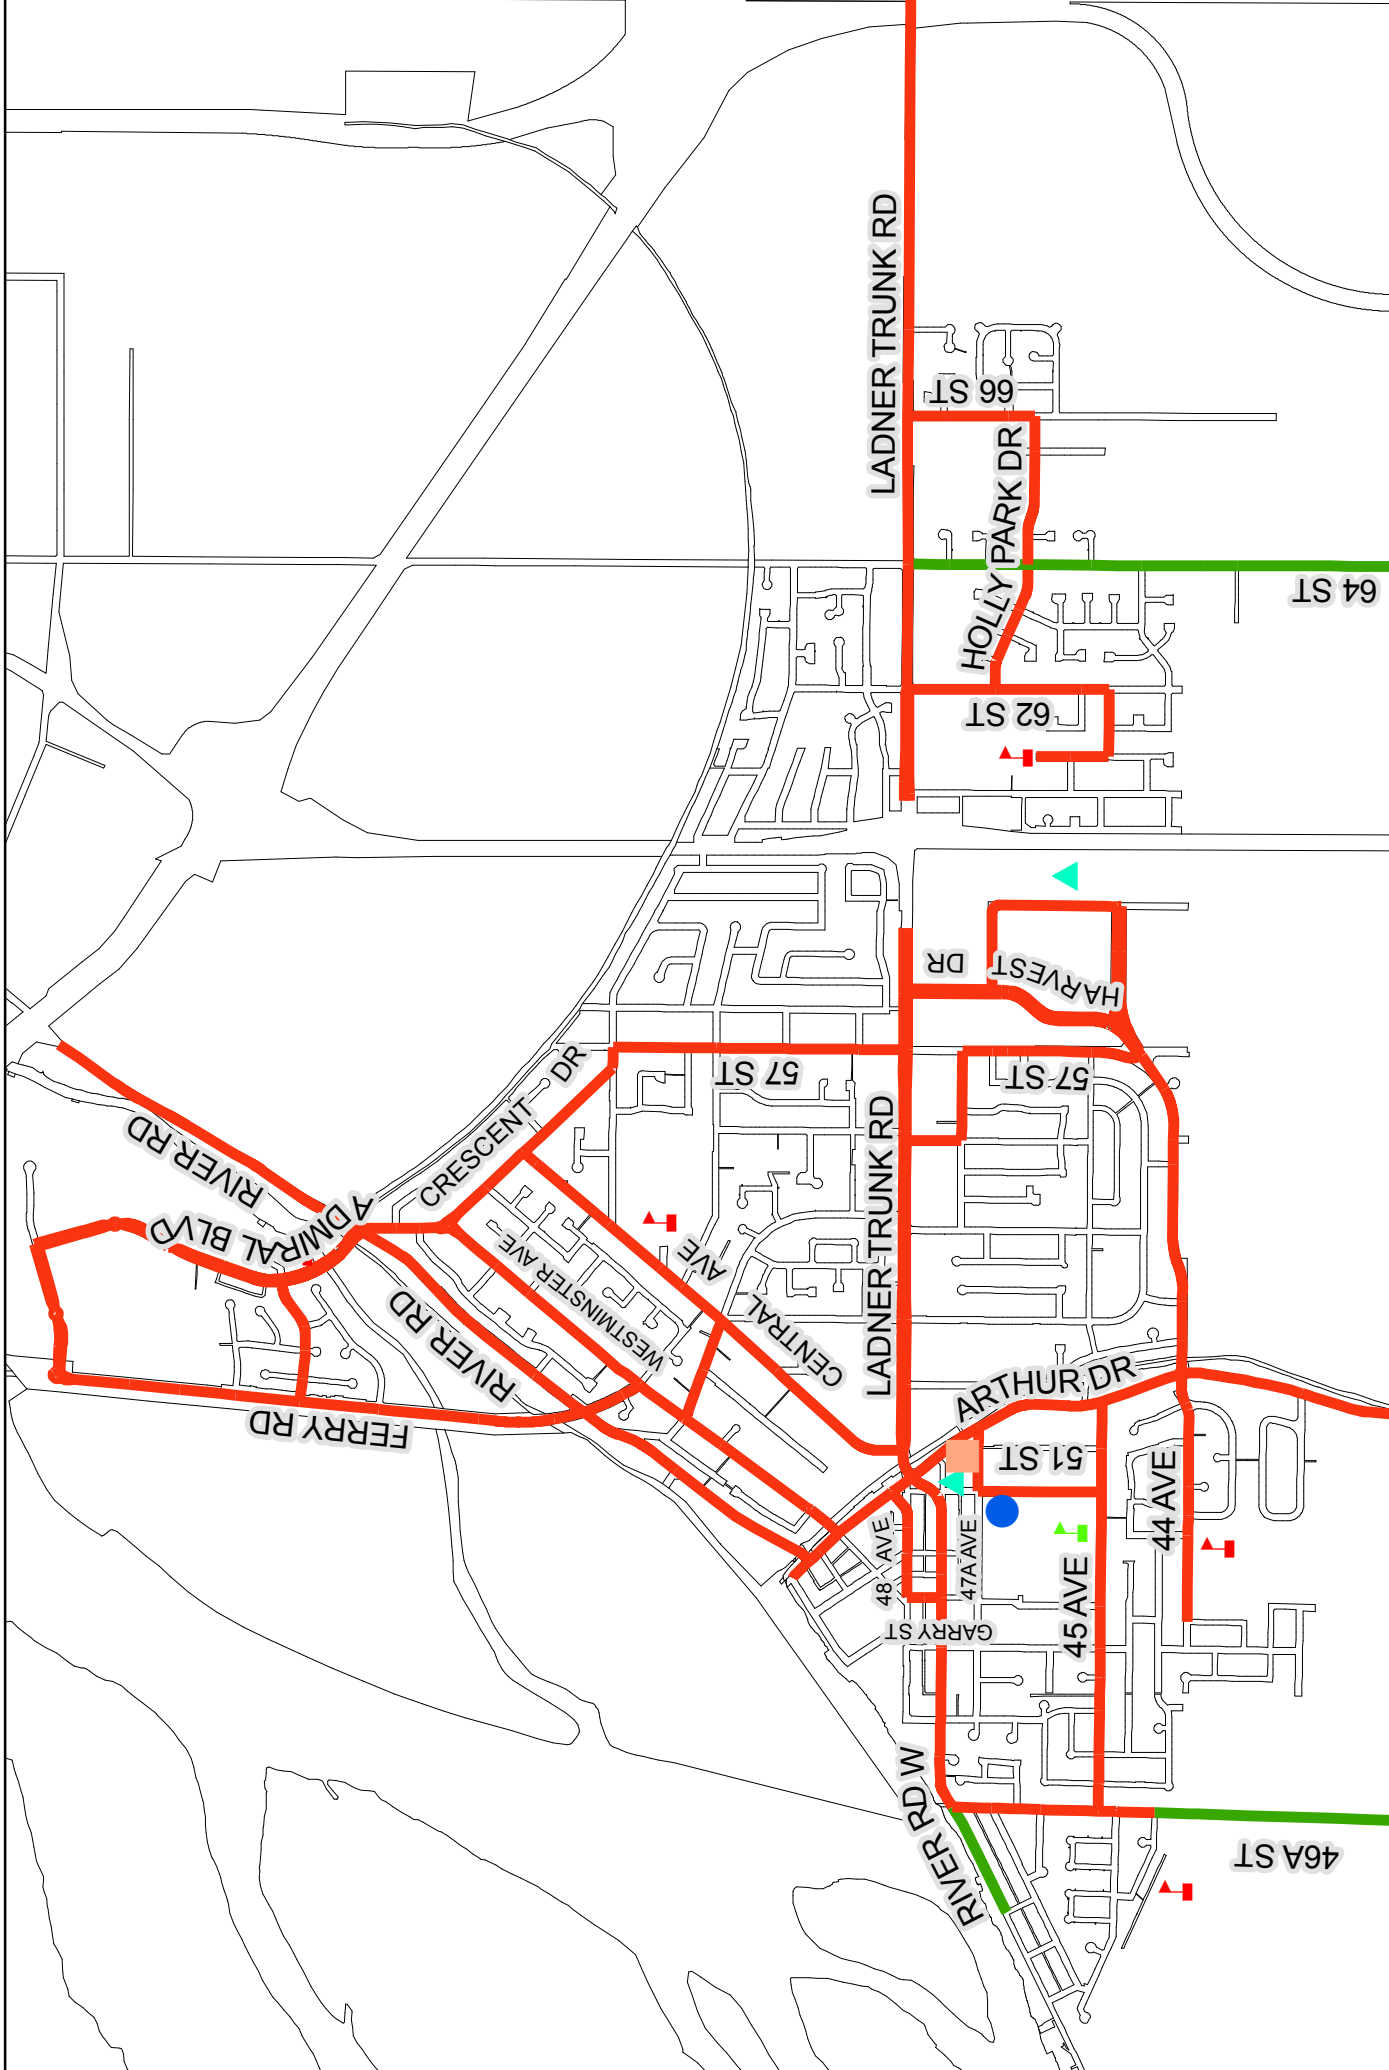 LADNER TRUNK RD
66 ST
HOLLY PARK DR
64 ST
62 ST
HARVEST DR
57 ST
57 ST
CRESCENT DR
RIVER RD
ADMIRAL BLVD
WESTMINSTER AVE
CENTRAL AVE
LADNER TRUNK RD
RIVER RD
FERRY RD
ARTHUR DR
51 ST
44 AVE
48 AVE
47A AVE
45 AVE
GARRY ST
RIVER RD W
46A ST